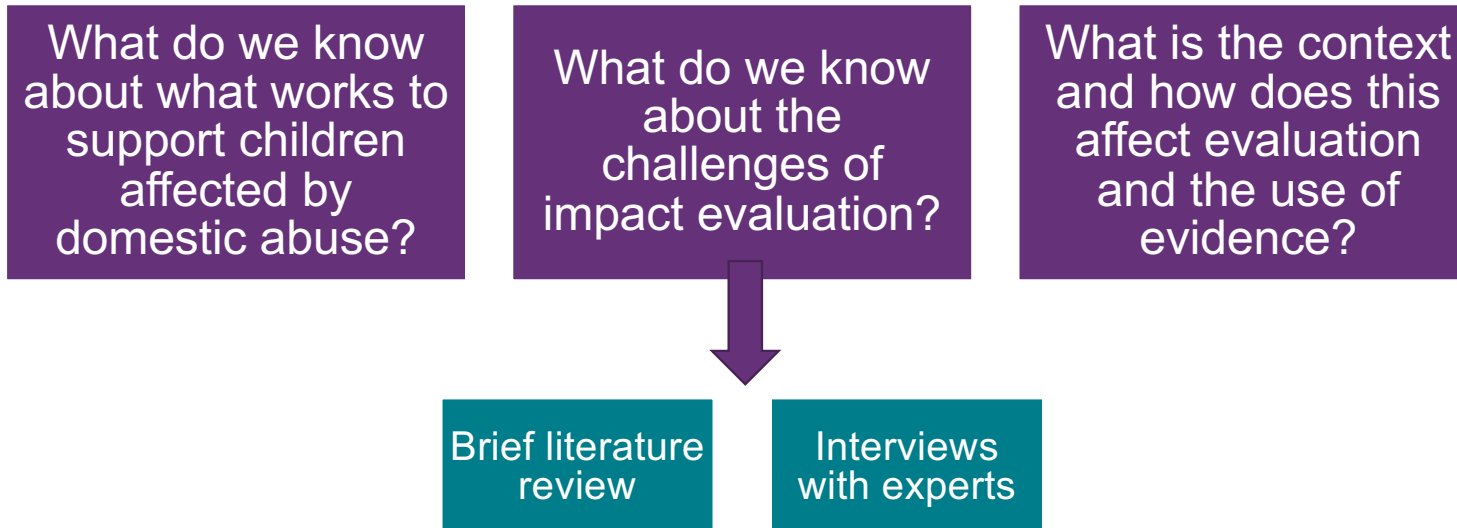 What do we know
about what works to
support children
affected by
domestic abuse?
What do we know
about the
challenges of
impact evaluation?
What is the context
and how does this
affect evaluation
and the use of
evidence?
Brief literature
review
Interviews
with experts